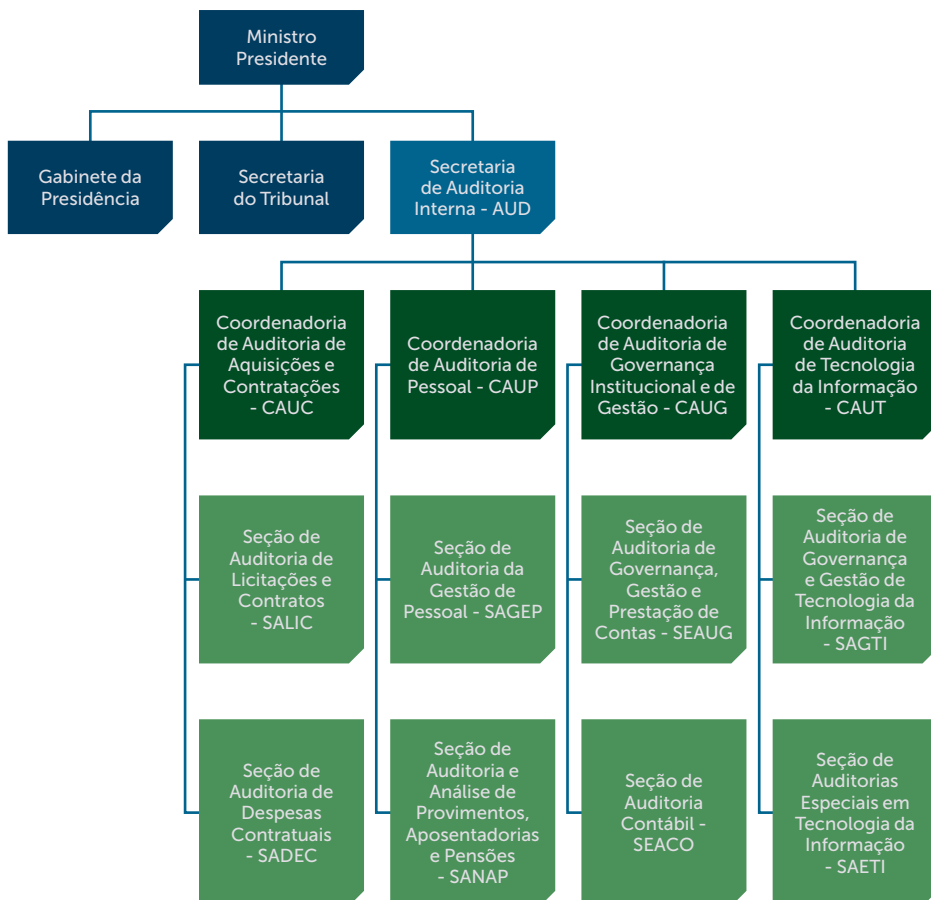 Ministro
Presidente
Gabinete da
Presidência
Secretaria
do Tribunal
Secretaria
de Auditoria
Interna - AUD
Coordenadoria
de Auditoria de
Aquisições e
Contratações
- CAUC
Coordenadoria
de Auditoria de
Pessoal - CAUP
Coordenadoria
de Auditoria de
Governança
Institucional e de
Gestão - CAUG
Coordenadoria
de Auditoria
de Tecnologia
da Informação
- CAUT
Seção de
Auditoria de
Licitações e
Contratos
- SALIC
Seção de
Auditoria da
Gestão de
Pessoal - SAGEP
Seção de
Auditoria de
Governança,
Gestão e
Prestação de
Contas - SEAUG
Seção de
Auditoria de
Governança
e Gestão de
Tecnologia da
Informação
- SAGTI
Seção de
Auditoria de
Despesas
Contratuais
- SADEC
Seção de
Auditoria e
Análise de
Provimentos,
Aposentadorias
e Pensões
- SANAP
Seção de
Auditoria
Contábil -
SEACO
Seção de
Auditorias
Especiais em
Tecnologia da
Informação
- SAETI